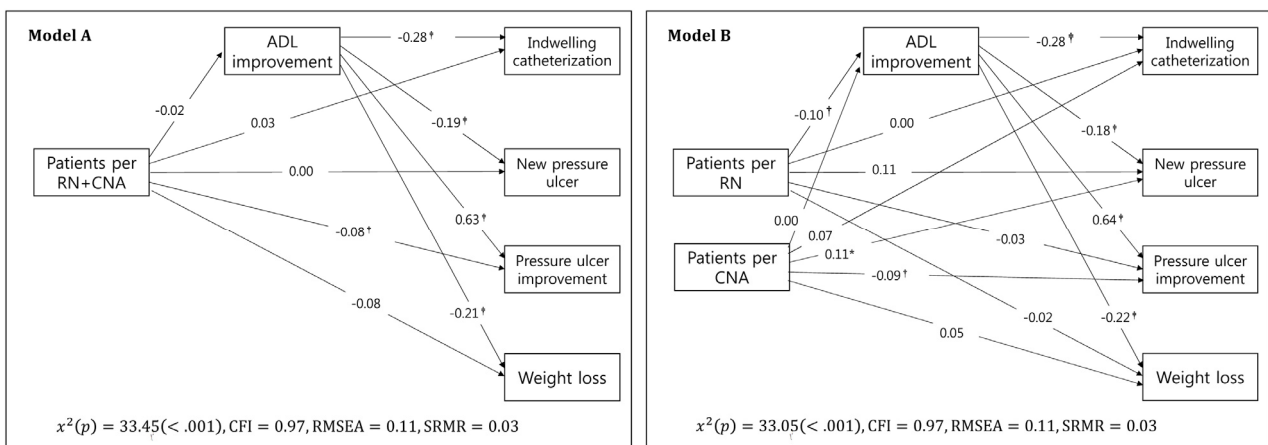 Model A
ADL
improvement
-0.28†
Indwelling
catheterization
-0.02
0.03
-0.19†
Patients per
RN+CNA
0.00
New pressure
ulcer
0.63†
-0.08†
Pressure ulcer
improvement
-0.08
-0.21†
Weight loss
x²(p) = 33.45(< .001), CFI = 0.97, RMSEA = 0.11, SRMR = 0.03
Model B
ADL
improvement
-0.28‡
Indwelling
catheterization
-0.10†
0.00
-0.18†
Patients per
RN
0.11
New pressure
ulcer
0.00
0.07
0.64†
-0.03
Patients per
CNA
0.11*
-0.09†
Pressure ulcer
improvement
-0.02
-0.22†
0.05
Weight loss
x²(p) = 33.05(< .001), CFI = 0.97, RMSEA = 0.11, SRMR = 0.03